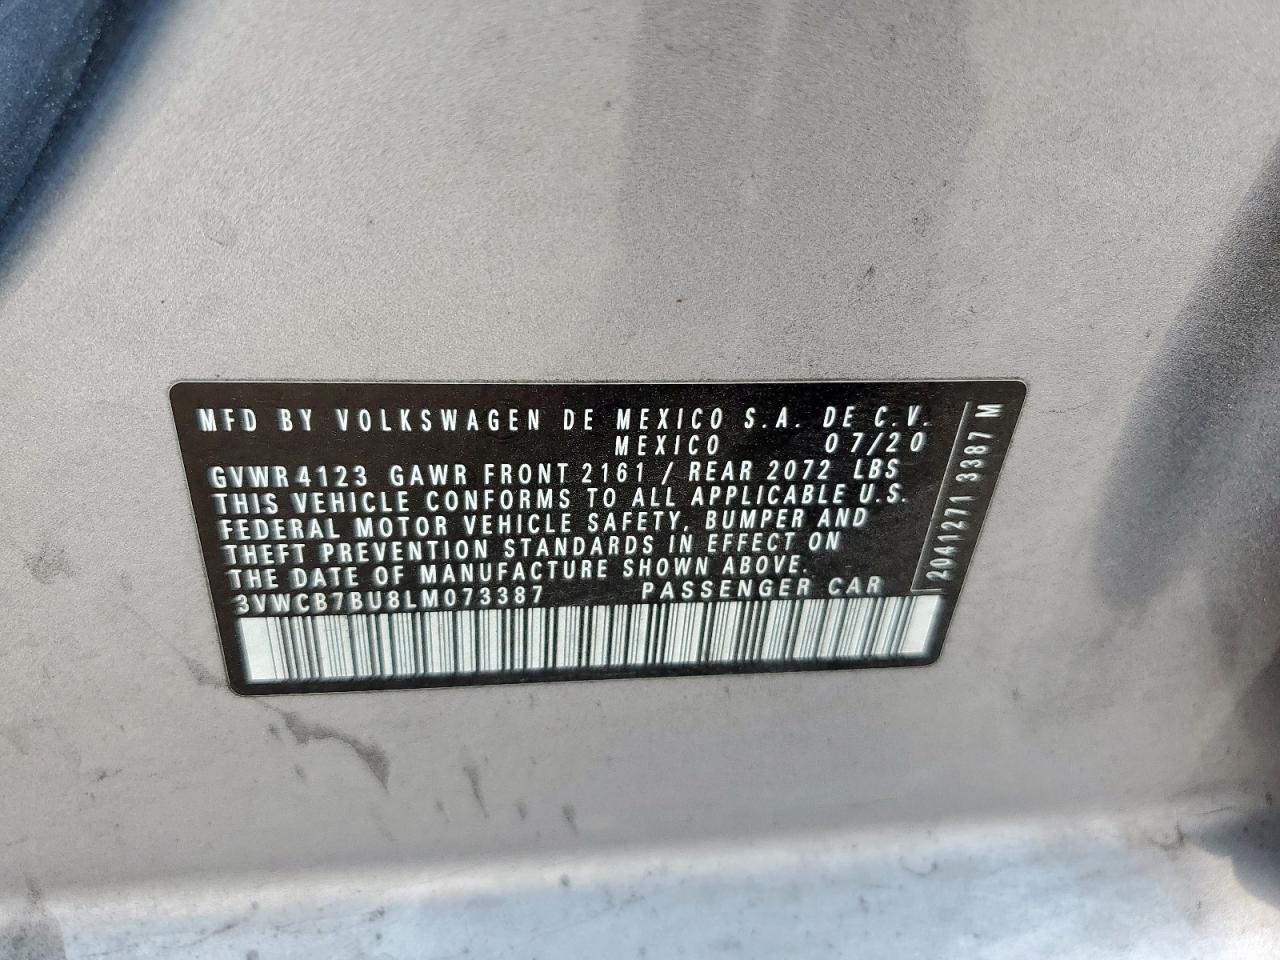 MFD BY VOLKSWAGEN DE MEXICO S.A. DE C.V.
MEXICO 07/20
GVWR 4123 GAWR FRONT 2161 / REAR 2072 LBS
THIS VEHICLE CONFORMS TO ALL APPLICABLE U.S.
FEDERAL MOTOR VEHICLE SAFETY, BUMPER AND
THEFT PREVENTION STANDARDS IN EFFECT ON
THE DATE OF MANUFACTURE SHOWN ABOVE.
3VWCB7BU8LM073387 PASSENGER CAR
2041271 3387 M